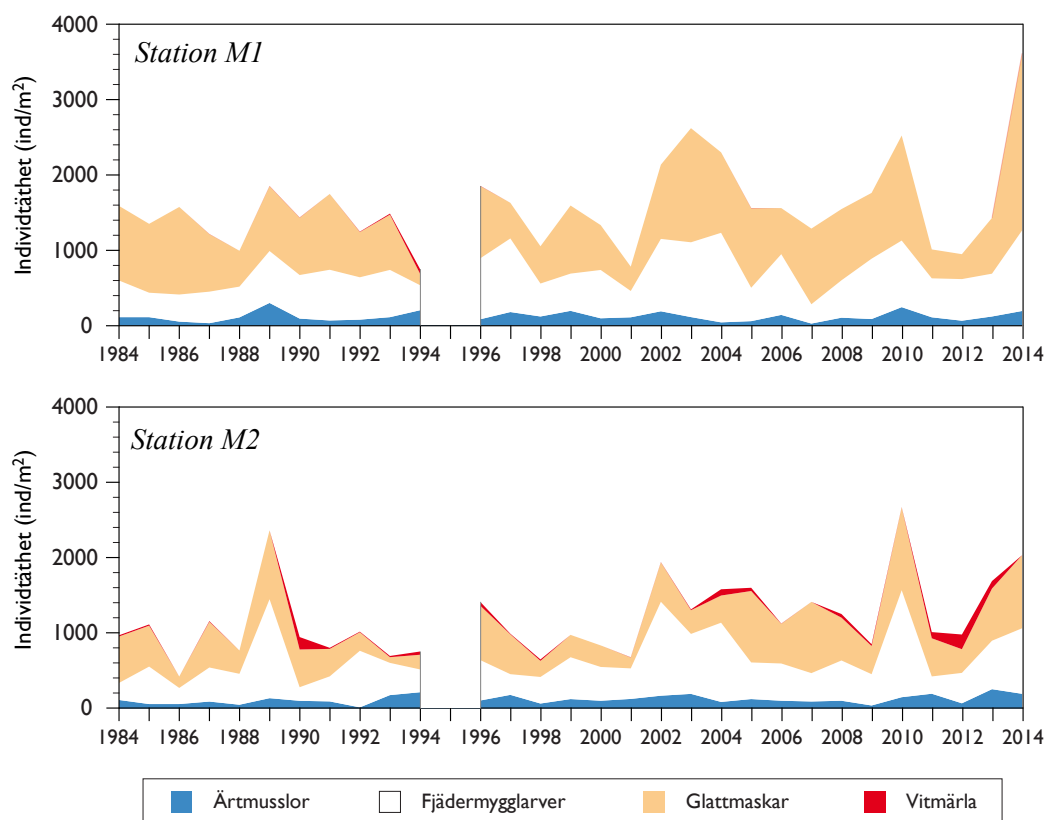 4000
Station M1
3000
2000
1000
0
Individtäthet (ind/m²)
1984 1986 1988 1990 1992 1994 1996 1998 2000 2002 2004 2006 2008 2010 2012 2014
4000
Station M2
3000
2000
1000
0
Individtäthet (ind/m²)
1984 1986 1988 1990 1992 1994 1996 1998 2000 2002 2004 2006 2008 2010 2012 2014
Ärtmusslor Fjädermygglarver Glattmaskar Vitmärla